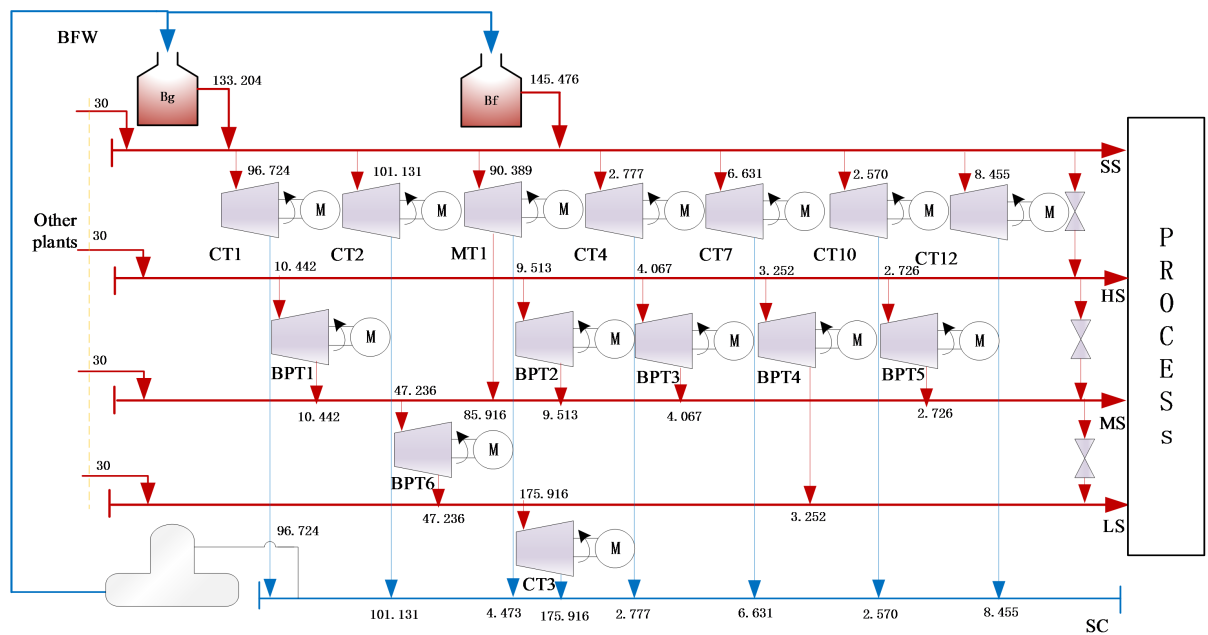 BFW
133. 204
145. 476
Bg
Bf
30
SS
96. 724
101. 131
90. 389
2. 777
6. 631
2. 570
8. 455
M
M
M
M
M
M
M
Other
plants
30
CT1
CT2
MT1
CT4
CT7
CT10
CT12
10. 442
9. 513
4. 067
3. 252
2. 726
HS
M
M
M
M
M
BPT1
BPT2
BPT3
BPT4
BPT5
30
47. 236
10. 442
85. 916
9. 513
4. 067
2. 726
MS
M
BPT6
30
175. 916
47. 236
3. 252
LS
96. 724
M
CT3
101. 131
4. 473
175. 916
2. 777
6. 631
2. 570
8. 455
SC
P
R
O
C
E
S
s